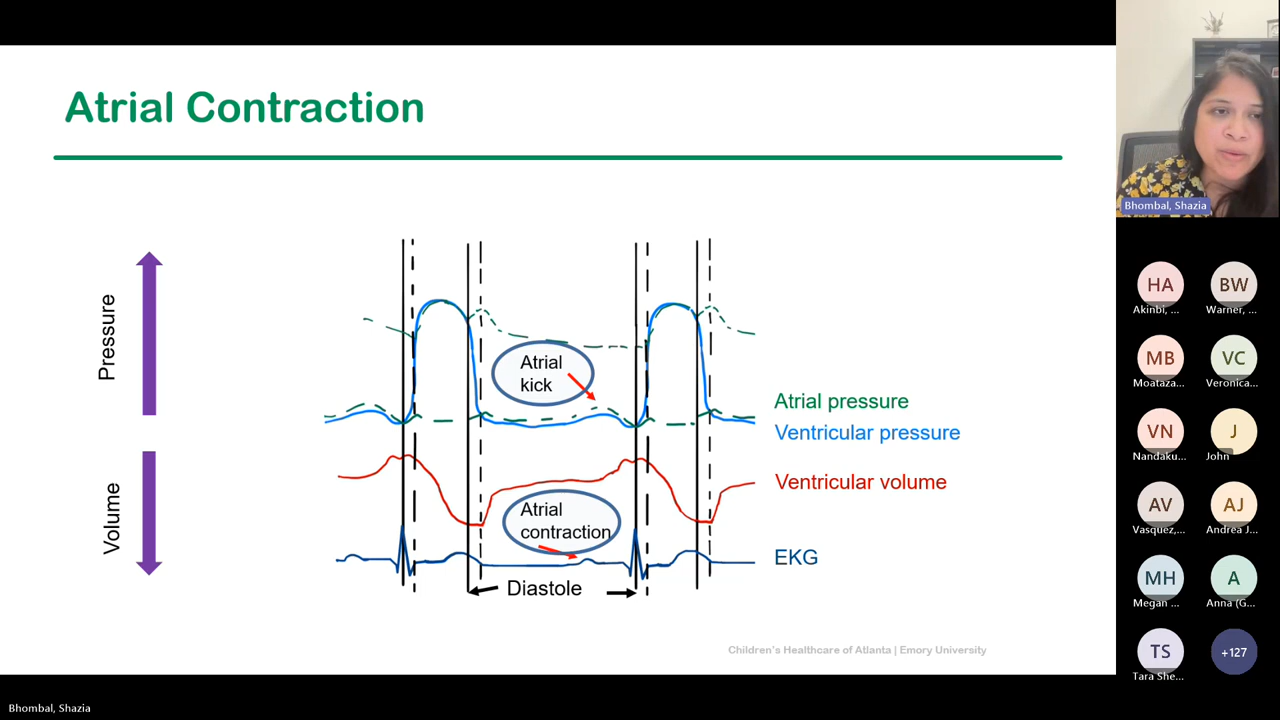 Atrial Contraction
Pressure
Volume
Atrial
kick
Atrial pressure
Ventricular pressure
Ventricular volume
Atrial
contraction
EKG
Diastole
Children's Healthcare of Atlanta | Emory University
Bhombal, Shazia
HA
Akinbi, ...
BW
Warner, ...
MB
Moataza...
VC
Veronica...
VN
Nandaku...
J
John
AV
Vasquez,...
AJ
Andrea J...
MH
Megan ...
A
Anna (G...
TS
Tara She...
+127
Bhombal, Shazia